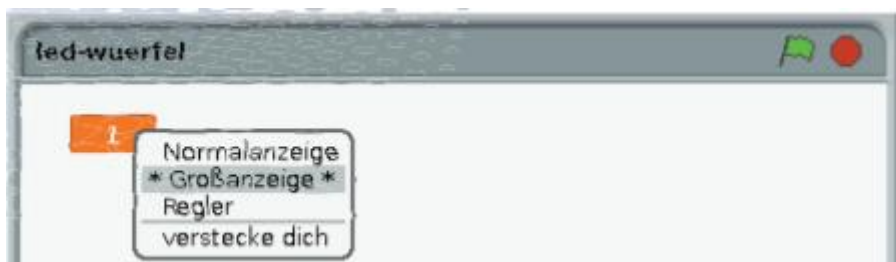 led-wuerfel
1
Normalanzeige
* Großanzeige *
Regler
verstecke dich